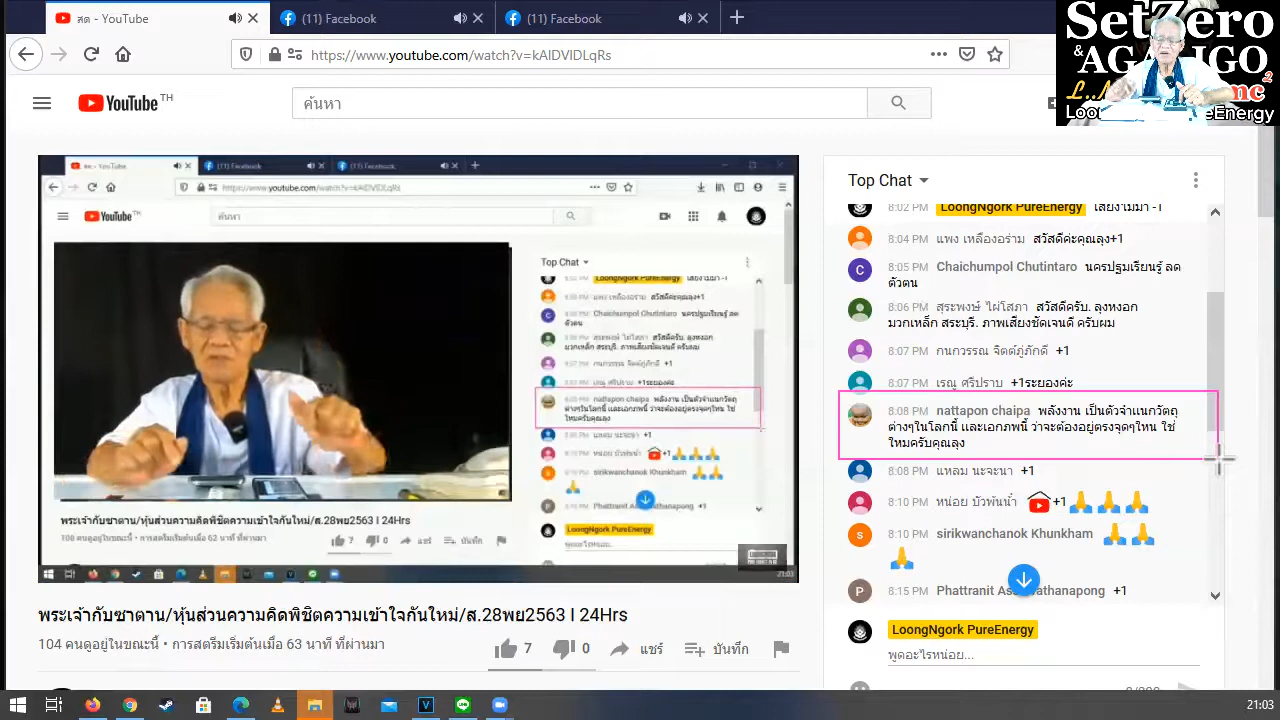 สด - YouTube
(11) Facebook
(11) Facebook
https://www.youtube.com/watch?v=kAIDVIDLqRs
YouTube TH
ค้นหา
SetZero
&
LoongNgork PureEnergy
Top Chat
8:02 PM LoongNgork PureEnergy เสียงไม่มา -1
8:04 PM แพง เหลืองอร่าม สวัสดีค่ะคุณลุง+1
8:05 PM Chaichumpol Chutintaro นครปฐมเรียนรู้ ลด
ตัวตน
8:06 PM สุระพงษ์ ไผ่โสภา สวัสดีครับ. ลุงหงอก
มวกเหล็ก สระบุรี. ภาพเสียงชัดเจนดี ครับผม
8:07 PM กนกวรรณ จิตต์ภู่ภักดี +1
8:07 PM เรณู ศรีปราบ +1ระยองค่ะ
8:08 PM nattapon chaipa พลังงาน เป็นตัวจำแนกวัตถุ
ต่างๆในโลกนี้ และเอกภพนี้ ว่าจะต้องอยู่ตรงจุดๆไหน ใช่
ไหมครับคุณลุง
8:08 PM แหลม นะจะนา +1
8:10 PM หน่อย บัวพันน้ำ +1🙏🙏🙏
8:10 PM sirikwanchanok Khunkham 🙏🙏
🙏
8:15 PM Phattranit +1
LoongNgork PureEnergy
พูดอะไรหน่อย...
พระเจ้ากับซาตาน/หุ้นส่วนความคิดพิชิตความเข้าใจกันใหม่/ส.28พย2563 I 24Hrs
104 คนดูอยู่ในขณะนี้ • การสตรีมเริ่มต้นเมื่อ 63 นาที ที่ผ่านมา
7 0 แชร์ บันทึก
21:03